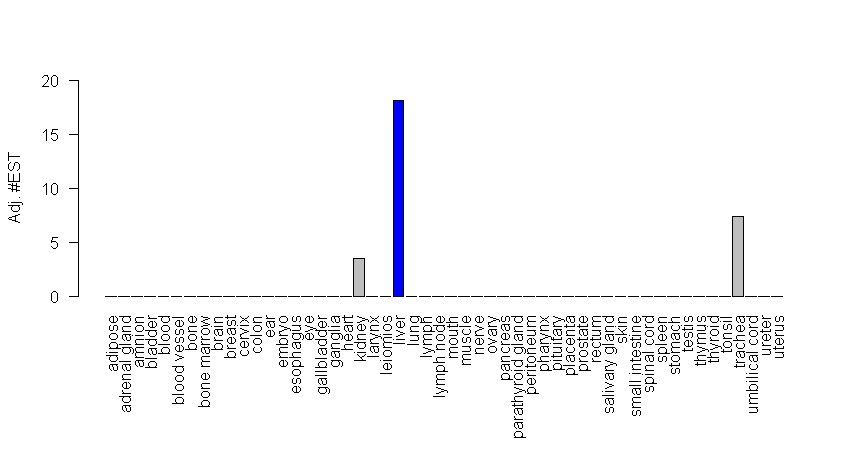 Adj. #EST
20
15
10
5
0
adipose
adrenal gland
amnion
bladder
blood
blood vessel
bone
bone marrow
brain
breast
cervix
colon
ear
embryo
esophagus
eye
gallbladder
ganglia
heart
kidney
larynx
leiomios
liver
lung
lymph
lymph node
mouth
muscle
nerve
ovary
pancreas
parathyroid gland
peritoneum
pharynx
pituitary
placenta
prostate
rectum
salivary gland
skin
small intestine
spinal cord
spleen
stomach
testis
thymus
thyroid
tonsil
trachea
umbilical cord
ureter
uterus